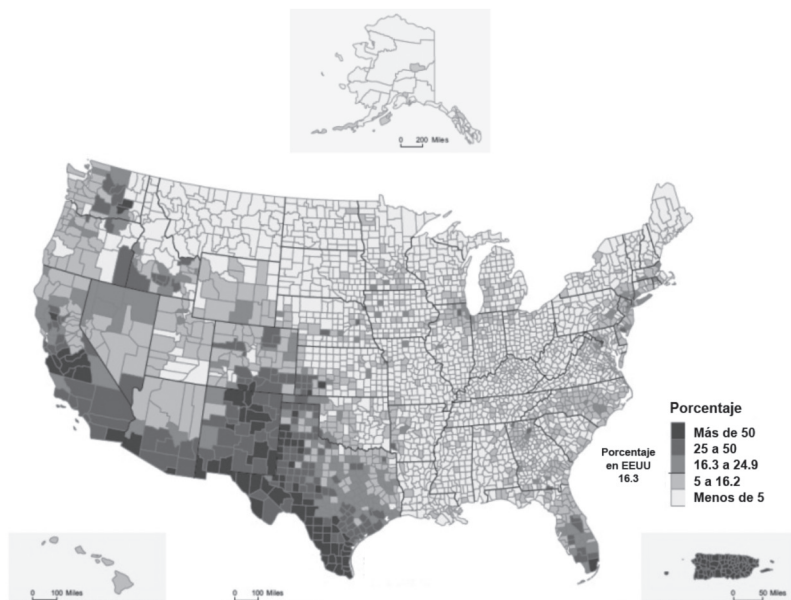 0 200 Miles
Porcentaje
Más de 50
25 a 50
16.3 a 24.9
5 a 16.2
Menos de 5
Porcentaje
en EEUU
16.3
0 100 Miles
0 100 Miles
0 50 Miles